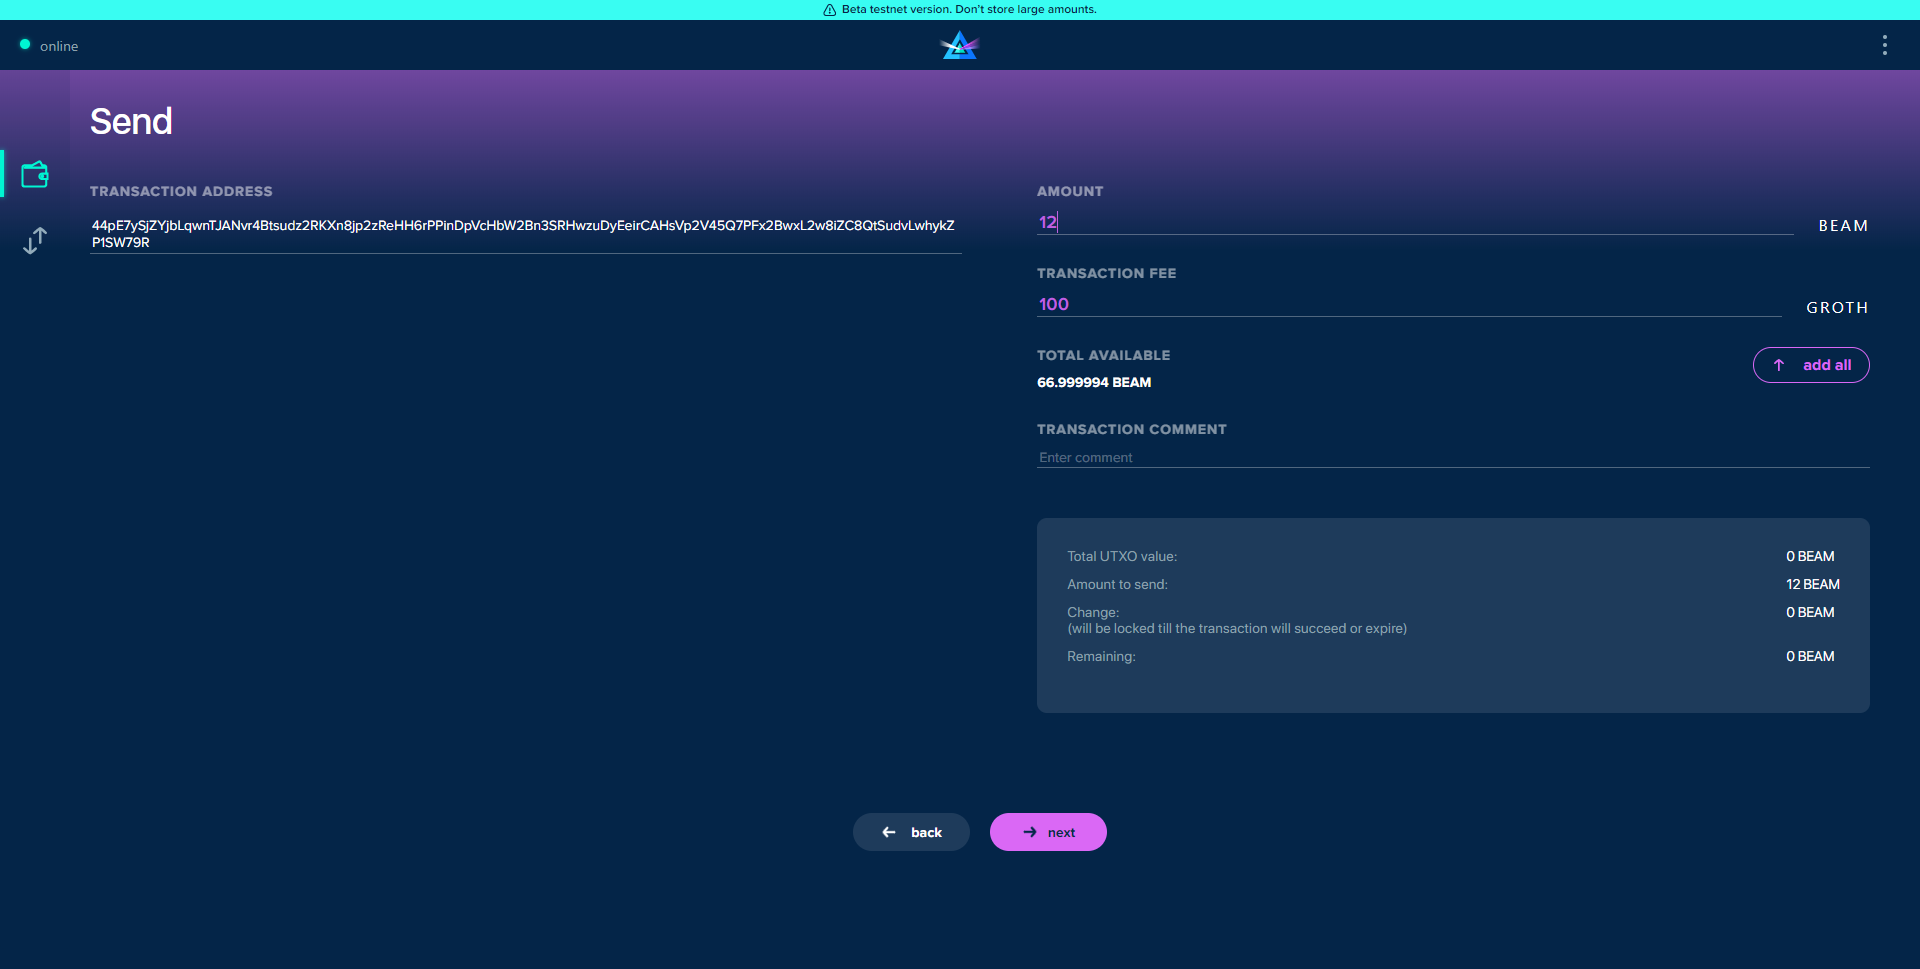 Beta testnet version. Don't store large amounts.
online
Send
TRANSACTION ADDRESS
44pE7ySjZYjbLqwnTJANvr4Btsudz2RKXn8jp2zReHH6rPPinDpVcHbW2Bn3SRHwzuDyEeirCAHsVp2V45Q7PFx2BwxL2w8iZC8QtSudvLwhykZ
P1SW79R
AMOUNT
12 BEAM
TRANSACTION FEE
100 GROTH
TOTAL AVAILABLE
66.999994 BEAM
add all
TRANSACTION COMMENT
Enter comment
Total UTXO value: 0 BEAM
Amount to send: 12 BEAM
Change: 0 BEAM
(will be locked till the transaction will succeed or expire)
Remaining: 0 BEAM
back
next